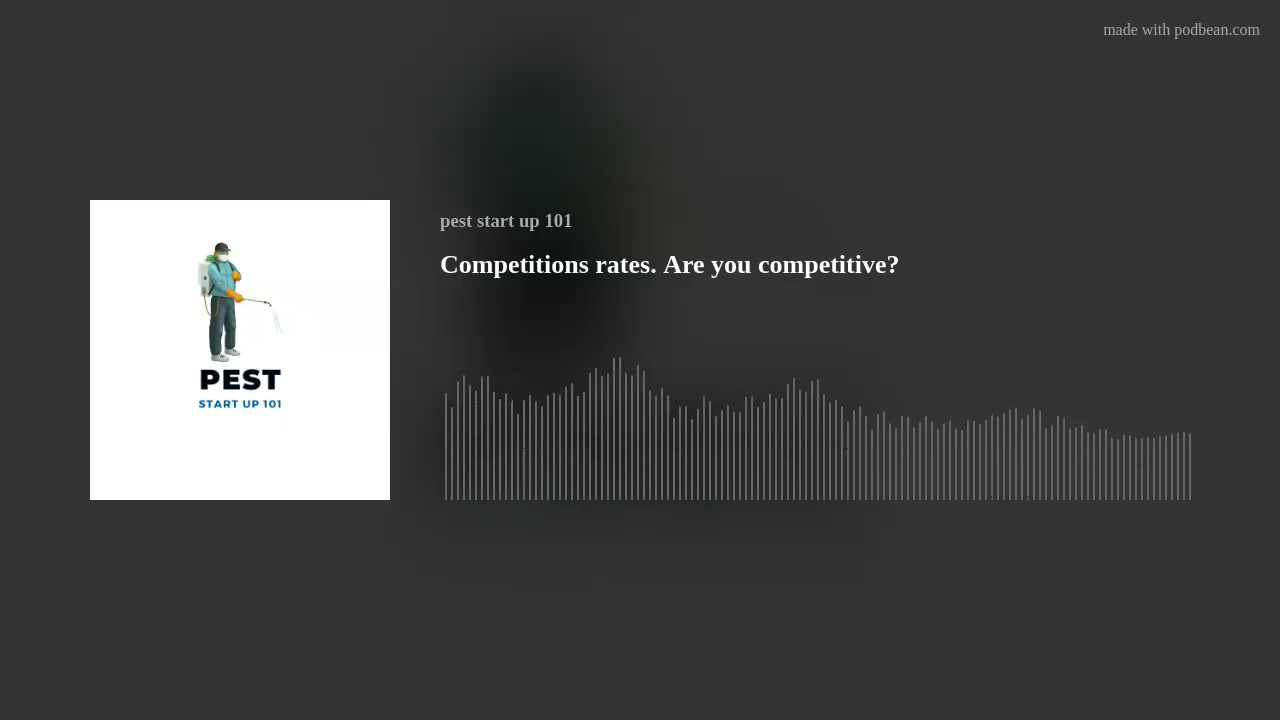 made with podbean.com
pest start up 101
Competitions rates. Are you competitive?
PEST
START UP 101